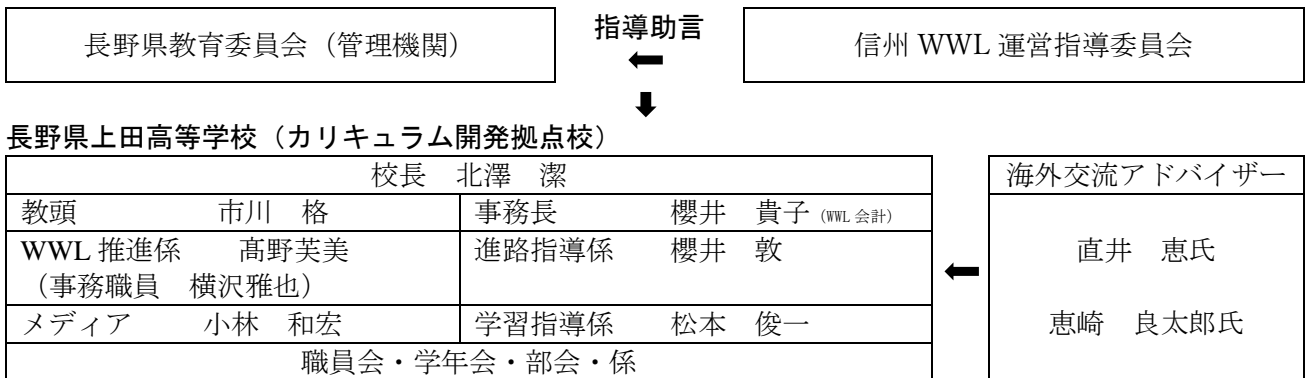 指導助言
長野県教育委員会（管理機関）
信州 WWL 運営指導委員会
長野県上田高等学校（カリキュラム開発拠点校）
校長　北澤　潔
教頭　市川　格
事務長　櫻井　貴子（WWL 会計）
WWL 推進係　髙野芙美
（事務職員　横沢雅也）
進路指導係　櫻井　敦
メディア　小林　和宏
学習指導係　松本　俊一
職員会・学年会・部会・係
海外交流アドバイザー
直井　恵氏
恵崎　良太郎氏